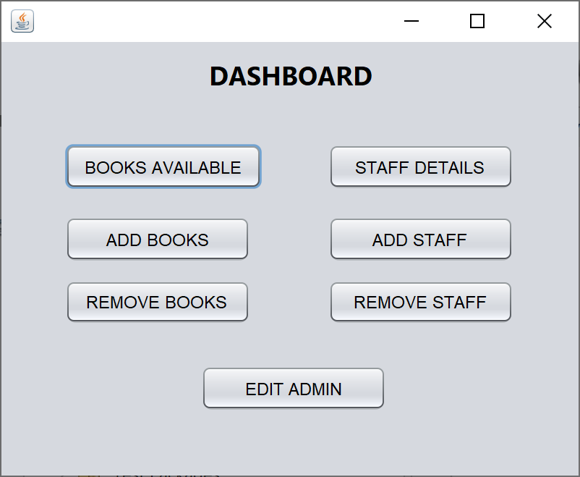 DASHBOARD
BOOKS AVAILABLE
STAFF DETAILS
ADD BOOKS
ADD STAFF
REMOVE BOOKS
REMOVE STAFF
EDIT ADMIN